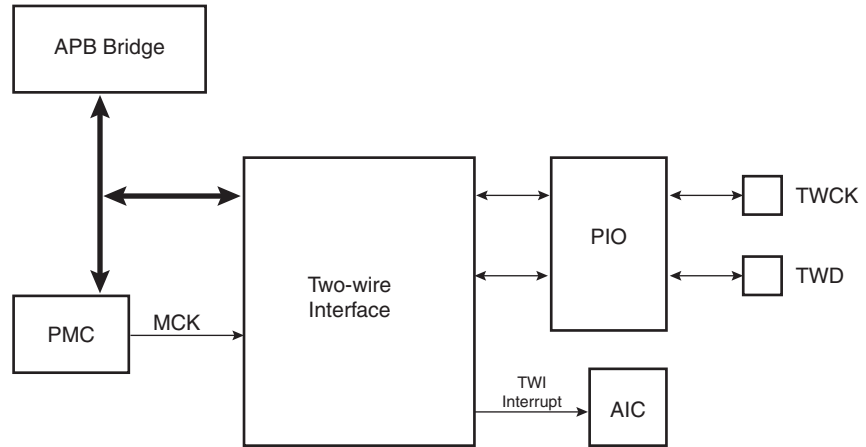 APB Bridge
TWCK
PIO
Two-wire
Interface
TWD
MCK
PMC
TWI
Interrupt
AIC